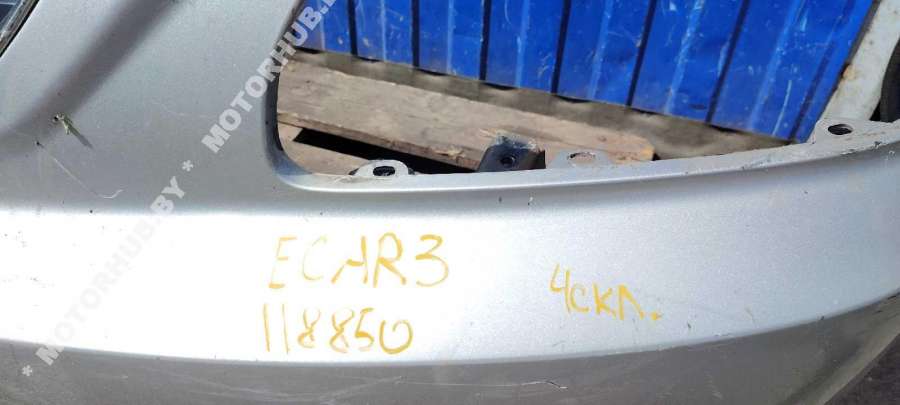 * MOTORHUB.BY * MOTORHUB.BY
ECAR3
118850
4скл.